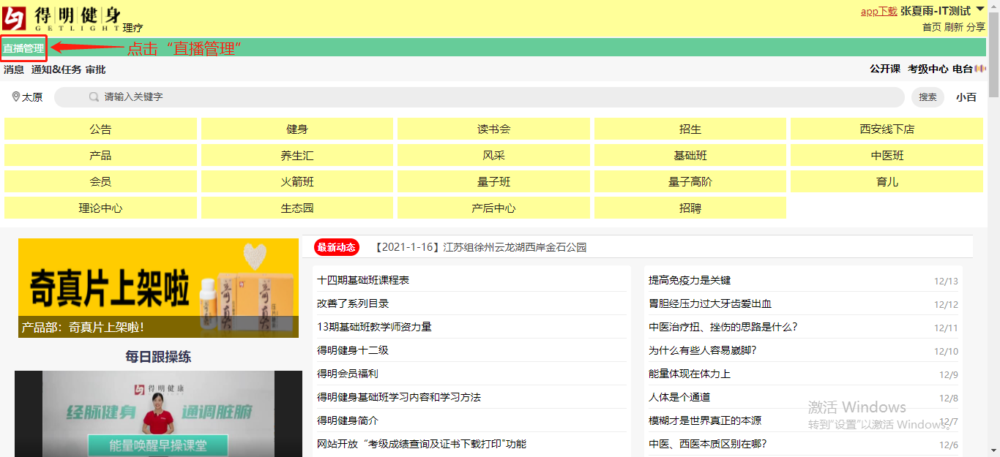 得明健身
GETLIGHT 理疗
app下载 张夏雨-IT测试
首页 刷新 分享
直播管理
点击“直播管理”
消息 通知&任务 审批
公开课 考级中心 电台
太原
请输入关键字
搜索
小百
公告 健身 读书会 招生 西安线下店
产品 养生汇 风采 基础班 中医班
会员 火箭班 量子班 量子高阶 育儿
理论中心 生态园 产后中心 招聘
奇真片上架啦
奇真
产品部：奇真片上架啦！
每日跟操练
得明健康
经脉健身 通调脏腑
能量唤醒早操课堂
最新动态 【2021-1-16】江苏组徐州云龙湖西岸金石公园
十四期基础班课程表
改善了系列目录
13期基础班教学师资力量
得明健身十二级
得明会员福利
得明健身基础班学习内容和学习方法
得明健身简介
网站开放“考级成绩查询及证书下载打印"功能
提高免疫力是关键 12/13
胃胆经压力过大牙齿爱出血 12/12
中医治疗扭、挫伤的思路是什么？ 12/11
为什么有些人容易崴脚？ 12/10
能量体现在体力上 12/9
人体是个通道 12/8
模糊才是世界真正的本源 12/7
中医、西医本质区别在哪？ 12/6
激活 Windows
转到"设置"以激活 Windows。